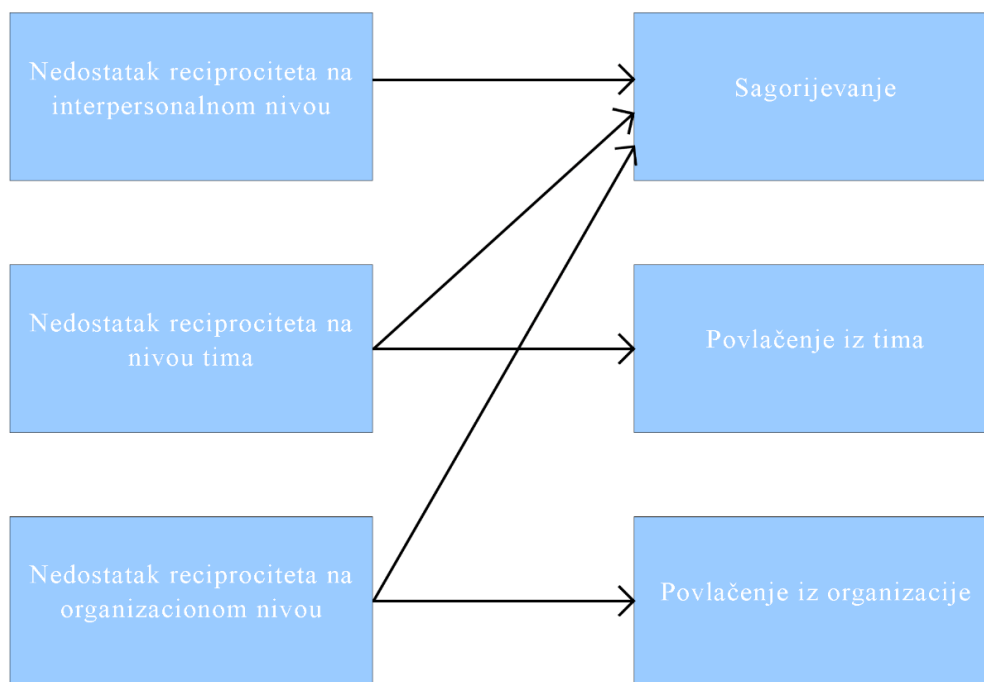 Nedostatak reciprociteta na
interpersonalnom nivou
Sagorijevanje
Nedostatak reciprociteta na
nivou tima
Povlačenje iz tima
Nedostatak reciprociteta na
organizacionom nivou
Povlačenje iz organizacije